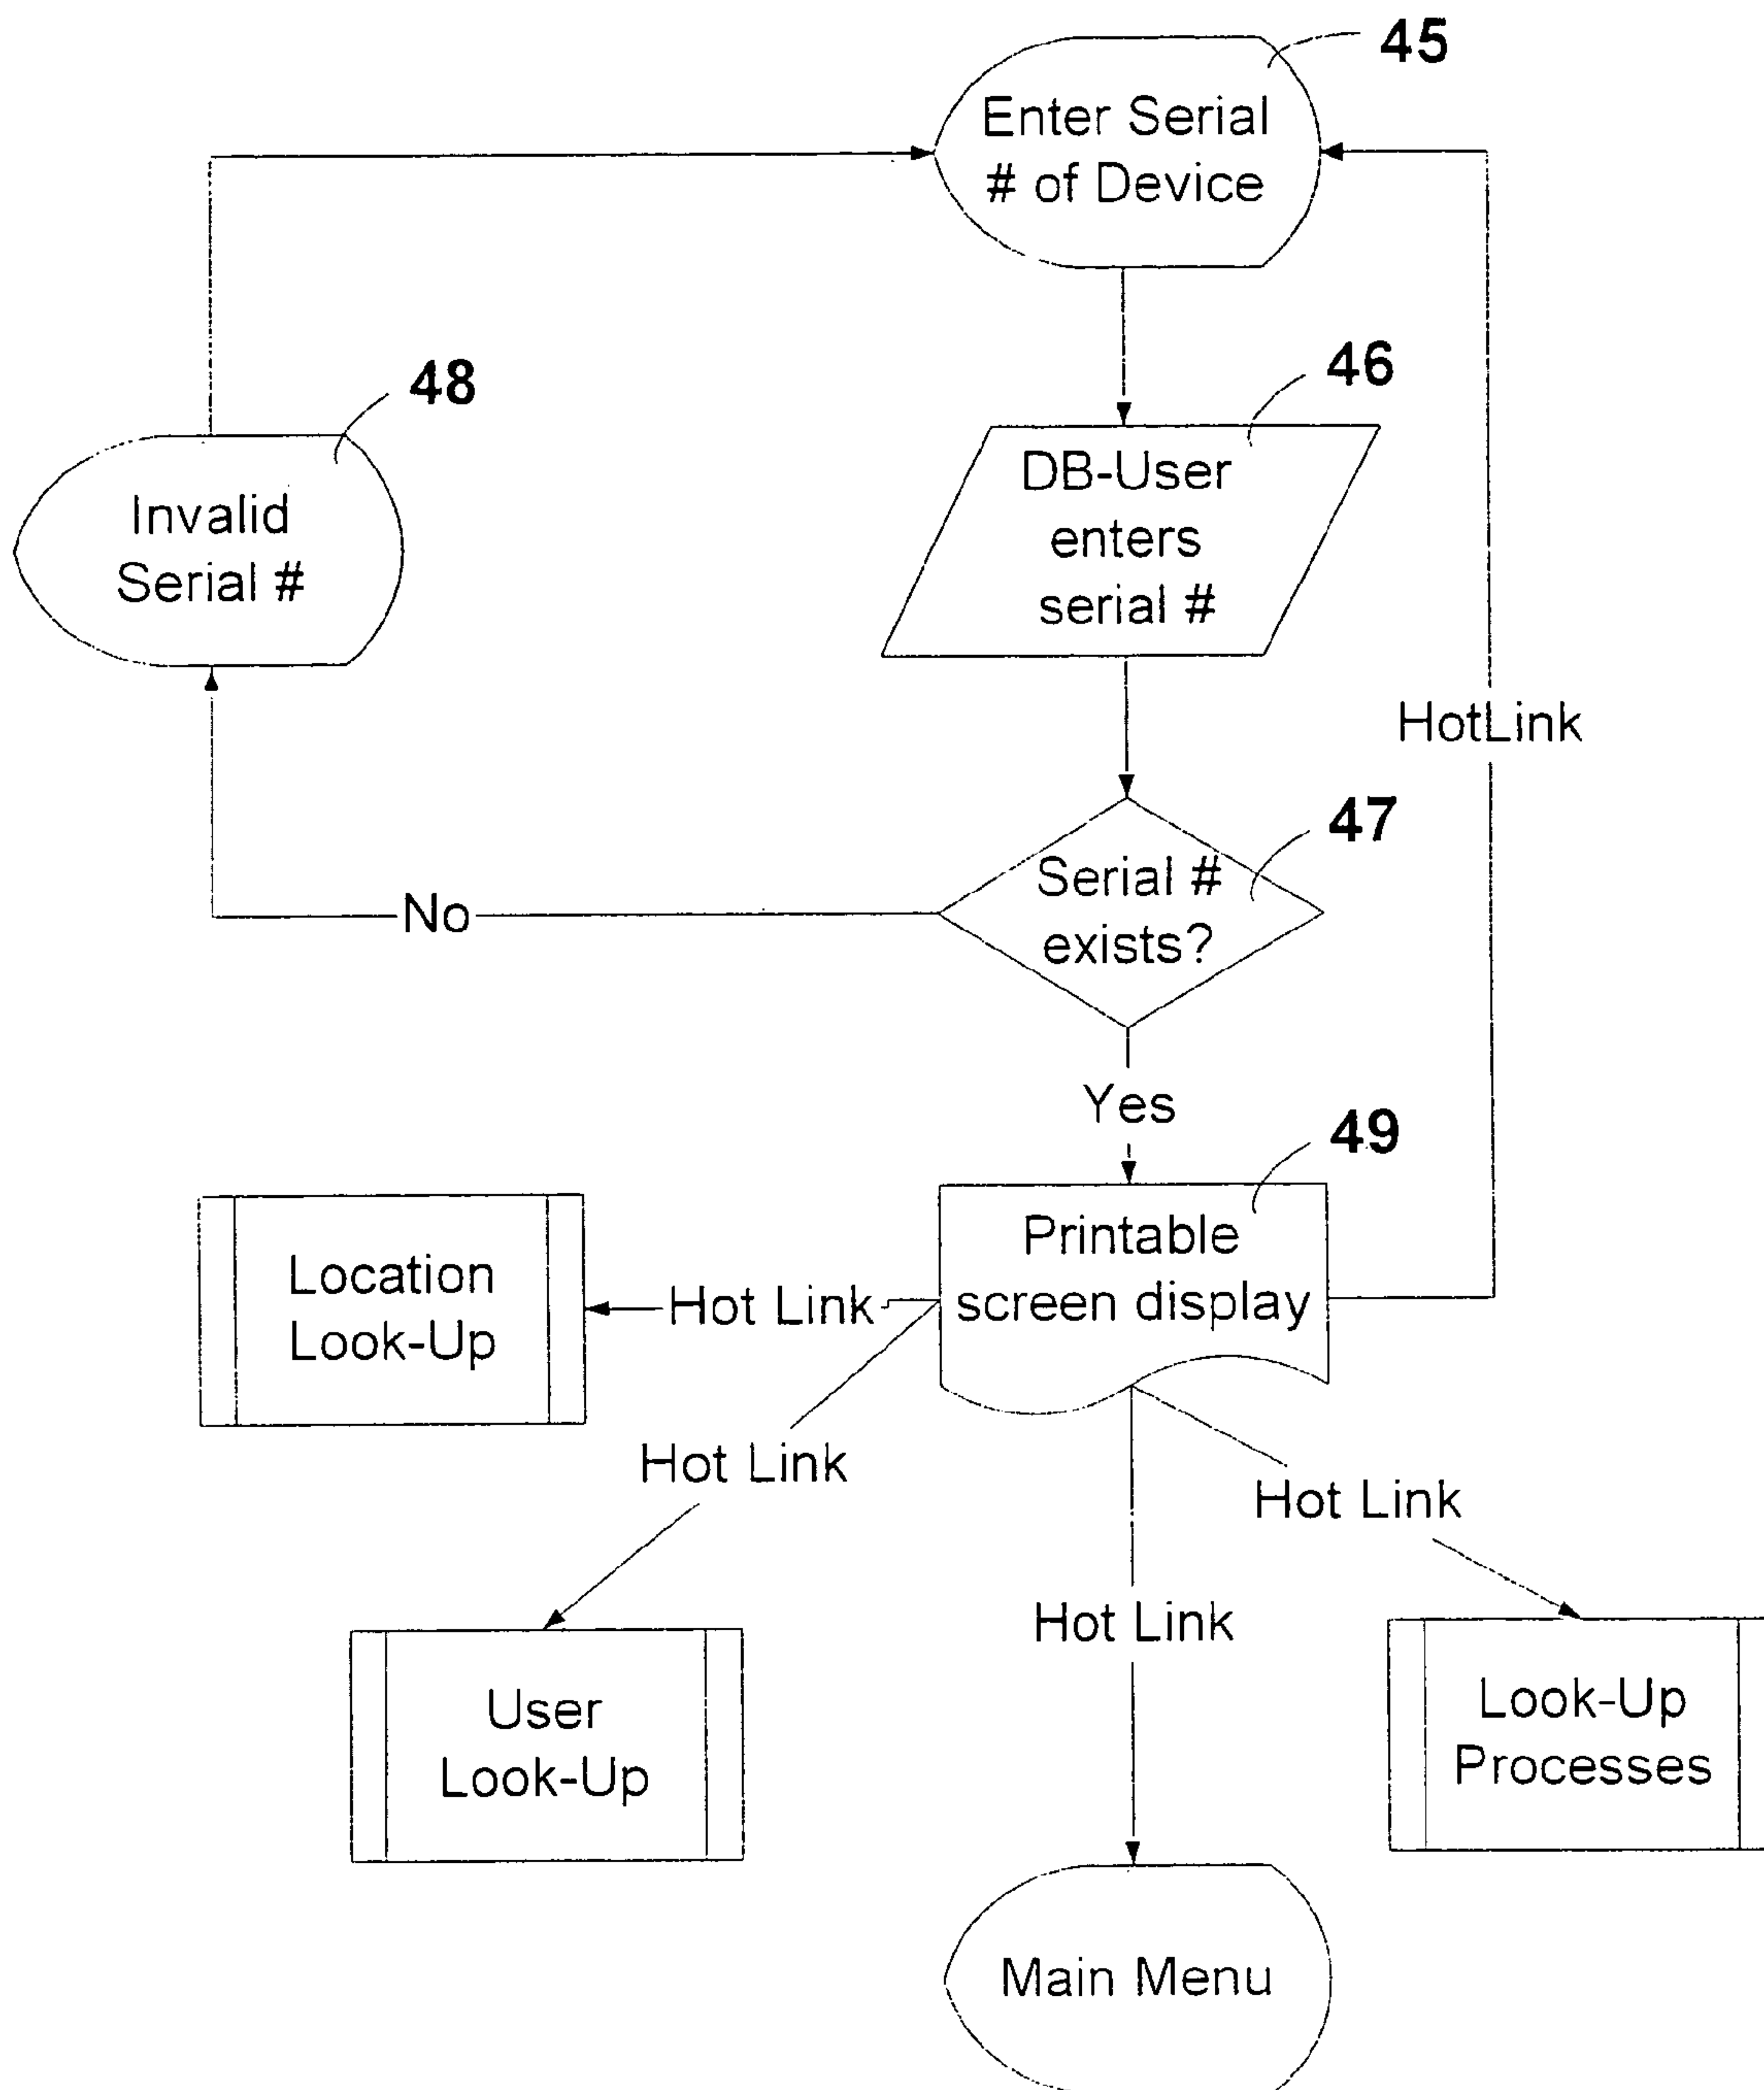 45
Enter Serial
# of Device
48
46
Invalid
Serial #
DB-User
enters
serial #
HotLink
47
Serial #
exists?
No
Yes
49
Printable
screen display
Location
Look-Up
Hot Link
Hot Link
Hot Link
Hot Link
User
Look-Up
Look-Up
Processes
Main Menu